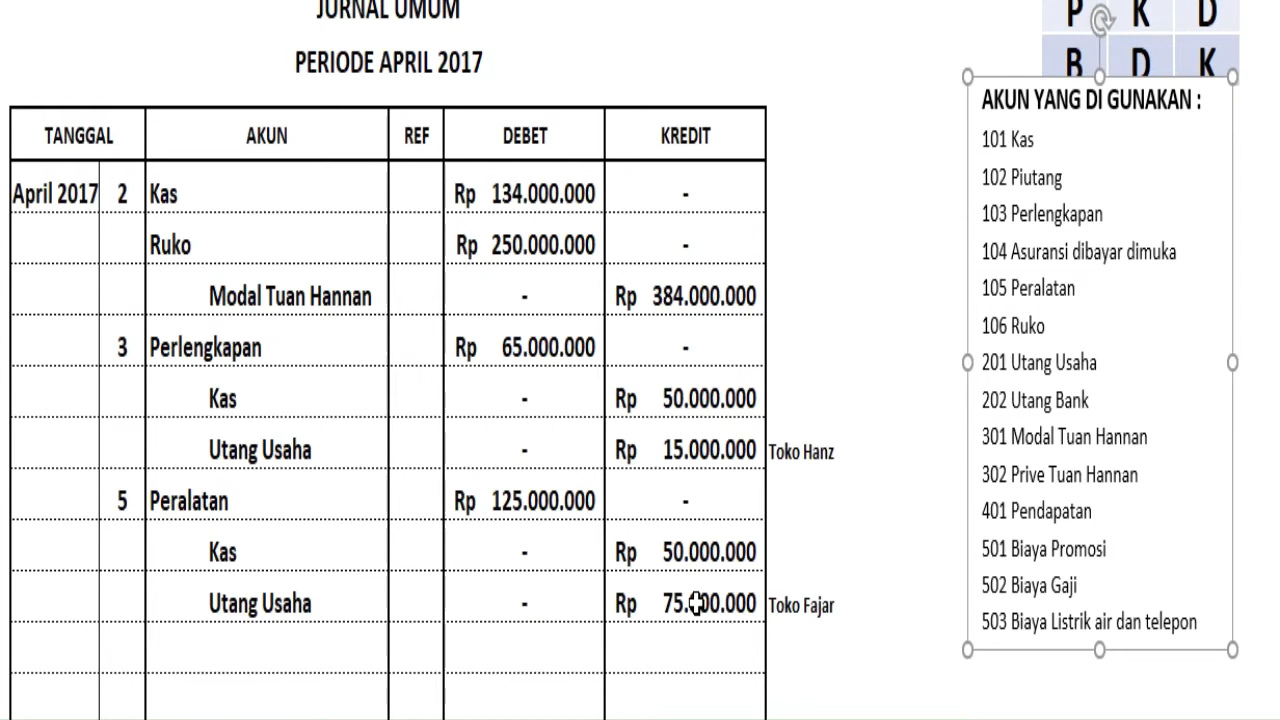 JURNAL UMUM
PERIODE APRIL 2017
P K D
B D K
TANGGAL AKUN REF DEBET KREDIT
April 2017 2 Kas Rp 134.000.000 -
Ruko Rp 250.000.000 -
Modal Tuan Hannan - Rp 384.000.000
3 Perlengkapan Rp 65.000.000 -
Kas - Rp 50.000.000
Utang Usaha - Rp 15.000.000 Toko Hanz
5 Peralatan Rp 125.000.000 -
Kas - Rp 50.000.000
Utang Usaha - Rp 75.000.000 Toko Fajar
AKUN YANG DI GUNAKAN :
101 Kas
102 Piutang
103 Perlengkapan
104 Asuransi dibayar dimuka
105 Peralatan
106 Ruko
201 Utang Usaha
202 Utang Bank
301 Modal Tuan Hannan
302 Prive Tuan Hannan
401 Pendapatan
501 Biaya Promosi
502 Biaya Gaji
503 Biaya Listrik air dan telepon